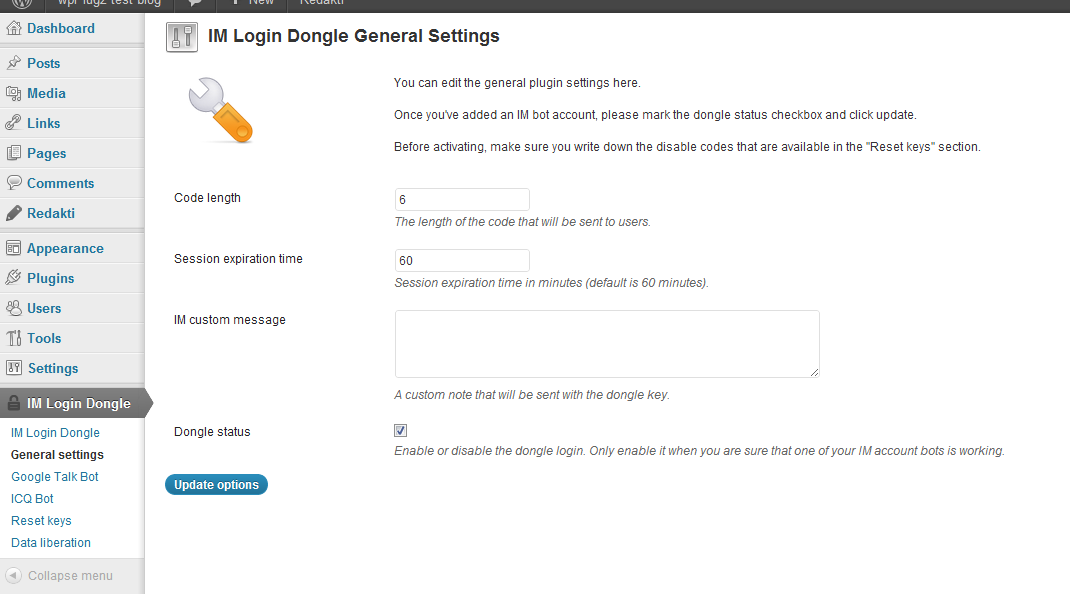 wpr fug2 test blog
New
Redakti
Dashboard
Posts
Media
Links
Pages
Comments
Redakti
Appearance
Plugins
Users
Tools
Settings
IM Login Dongle
IM Login Dongle
General settings
Google Talk Bot
ICQ Bot
Reset keys
Data liberation
Collapse menu
IM Login Dongle General Settings
You can edit the general plugin settings here.
Once you've added an IM bot account, please mark the dongle status checkbox and click update.
Before activating, make sure you write down the disable codes that are available in the "Reset keys" section.
Code length
6
The length of the code that will be sent to users.
Session expiration time
60
Session expiration time in minutes (default is 60 minutes).
IM custom message
A custom note that will be sent with the dongle key.
Dongle status
Enable or disable the dongle login. Only enable it when you are sure that one of your IM account bots is working.
Update options